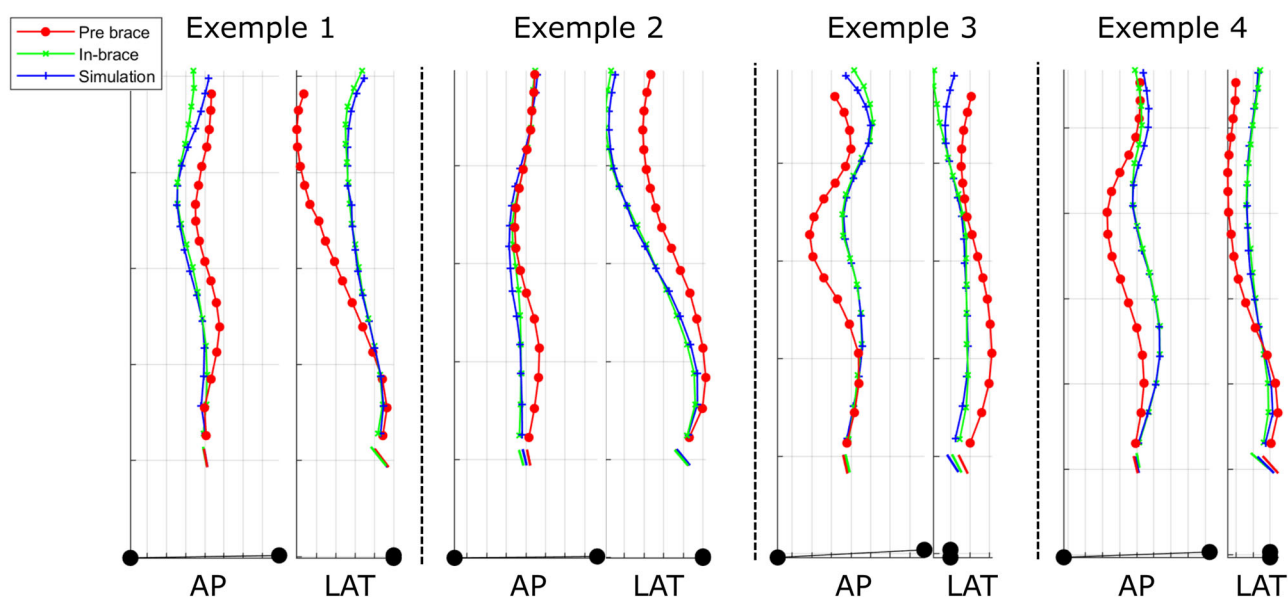 Exemple 1
Exemple 2
Exemple 3
Exemple 4
Pre brace
In-brace
Simulation
AP
LAT
AP
LAT
AP
LAT
AP
LAT